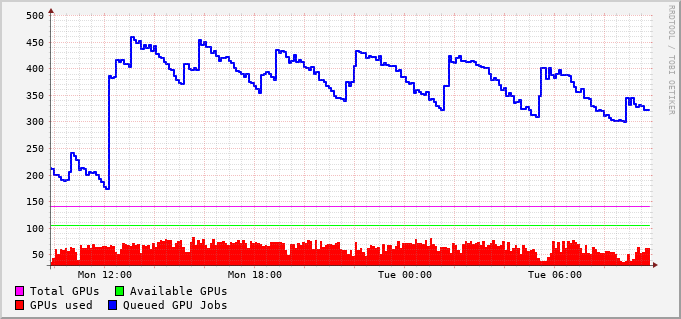 500
450
400
350
300
250
200
150
100
50
Mon 12:00 Mon 18:00 Tue 00:00 Tue 06:00
RRDTOOL / TOBI OETIKER
Total GPUs Available GPUs
GPUs used Queued GPU Jobs